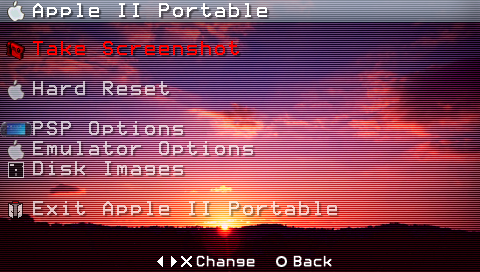 Apple II Portable
Take Screenshot
Hard Reset
PSP Options
Emulator Options
Disk Images
Exit Apple II Portable
Change Back